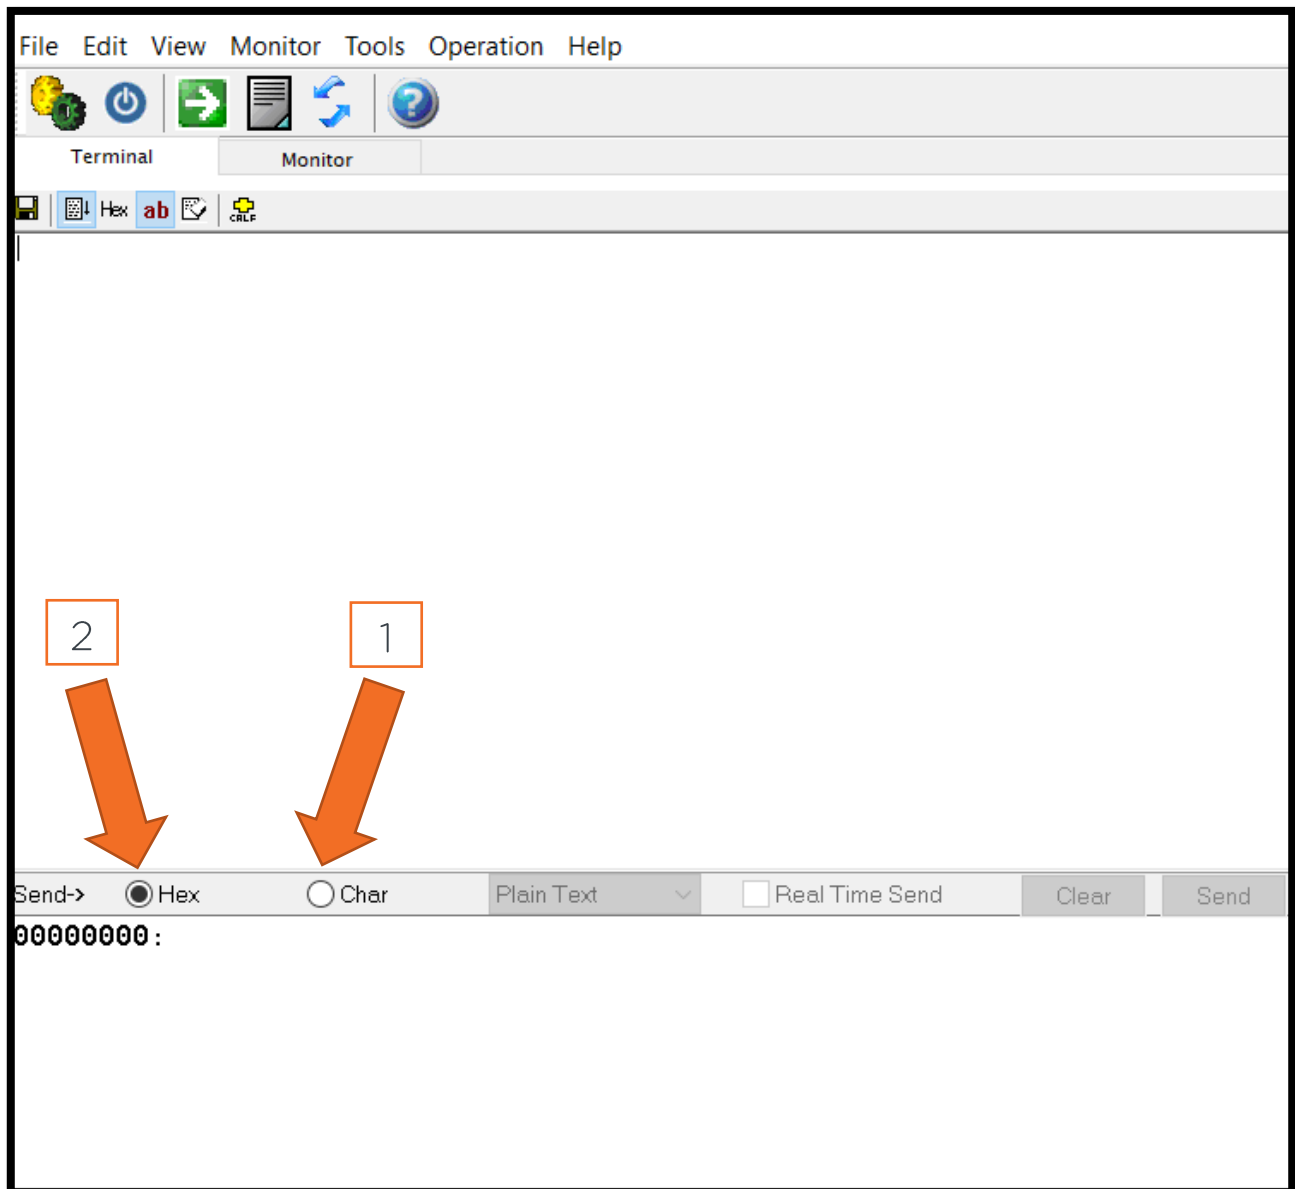 File Edit View Monitor Tools Operation Help
Terminal Monitor
Hex ab CRLF
2 1
Send-> Hex Char Plain Text Real Time Send Clear Send
00000000: